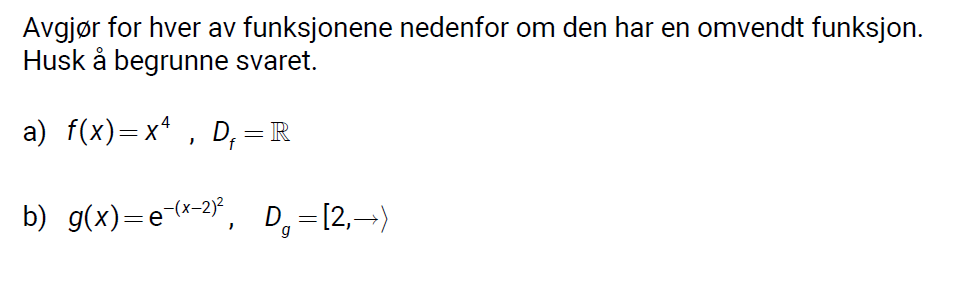 Avgjør for hver av funksjonene nedenfor om den har en omvendt funksjon.
Husk å begrunne svaret.
a) f(x)=x⁴ , D_f =ℝ
b) g(x)=e^{-(x-2)²}, D_g =[2,→⟩